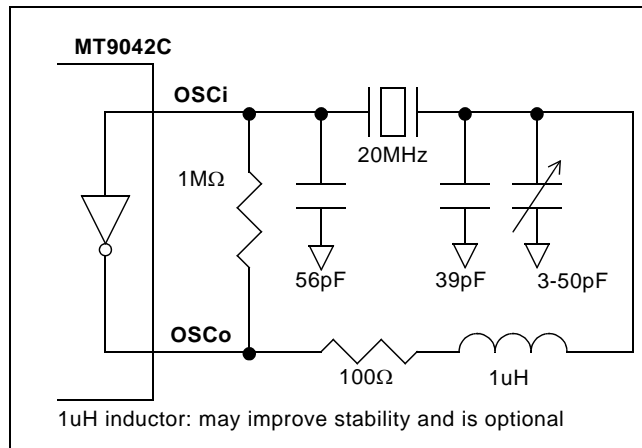 MT9042C
OSCi
20MHz
1MΩ
56pF
39pF
3-50pF
OSCo
100Ω
1uH
1uH inductor: may improve stability and is optional